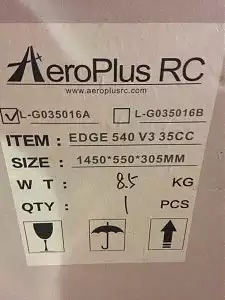 AeroPlus RC
www.aeroplusrc.com
L-G035016A L-G035016B
ITEM: EDGE 540 V3 35CC
SIZE: 1450*550*305MM
W T : 8.5 KG
QTY: 1 PCS